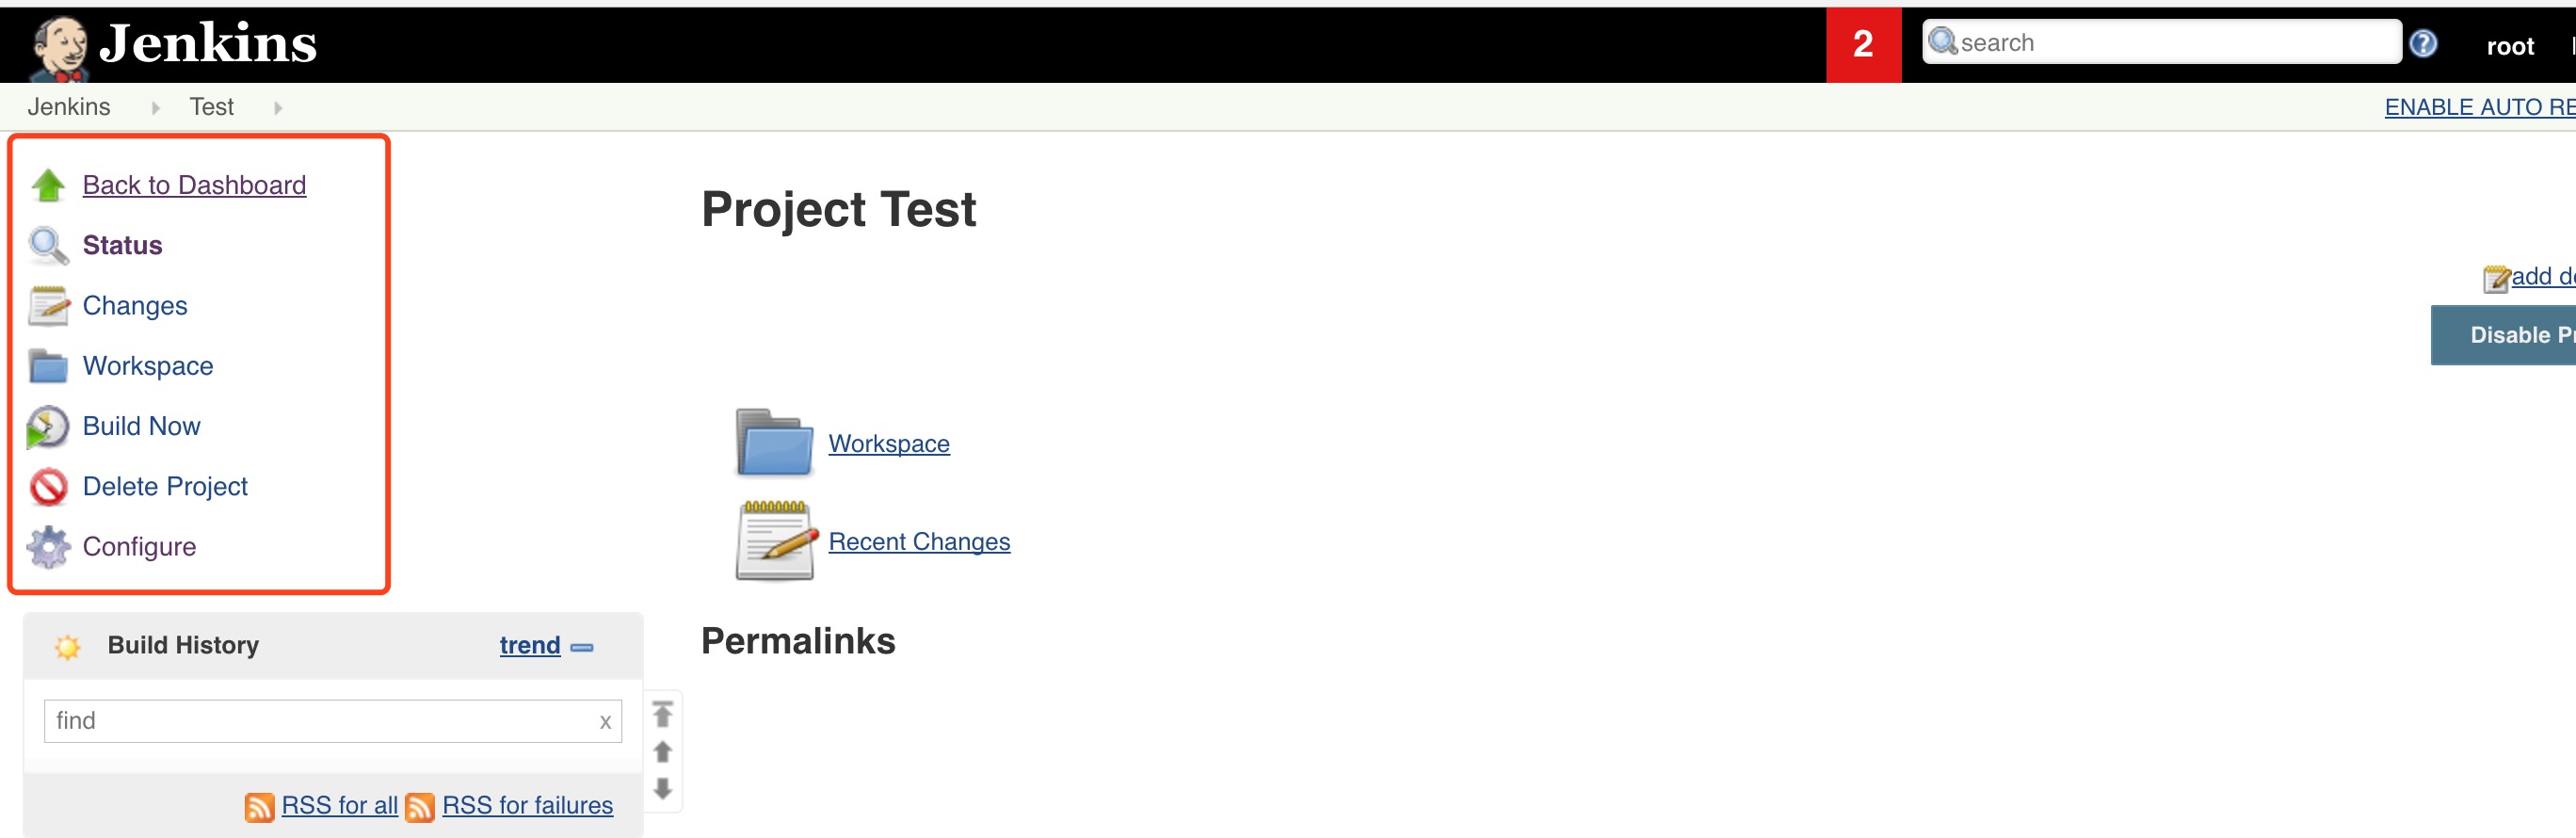 Jenkins
2
search
root
Jenkins Test
ENABLE AUTO
Back to Dashboard
Status
Changes
Workspace
Build Now
Delete Project
Configure
Project Test
add
Disable
Workspace
Recent Changes
Permalinks
Build History trend
find x
RSS for all RSS for failures